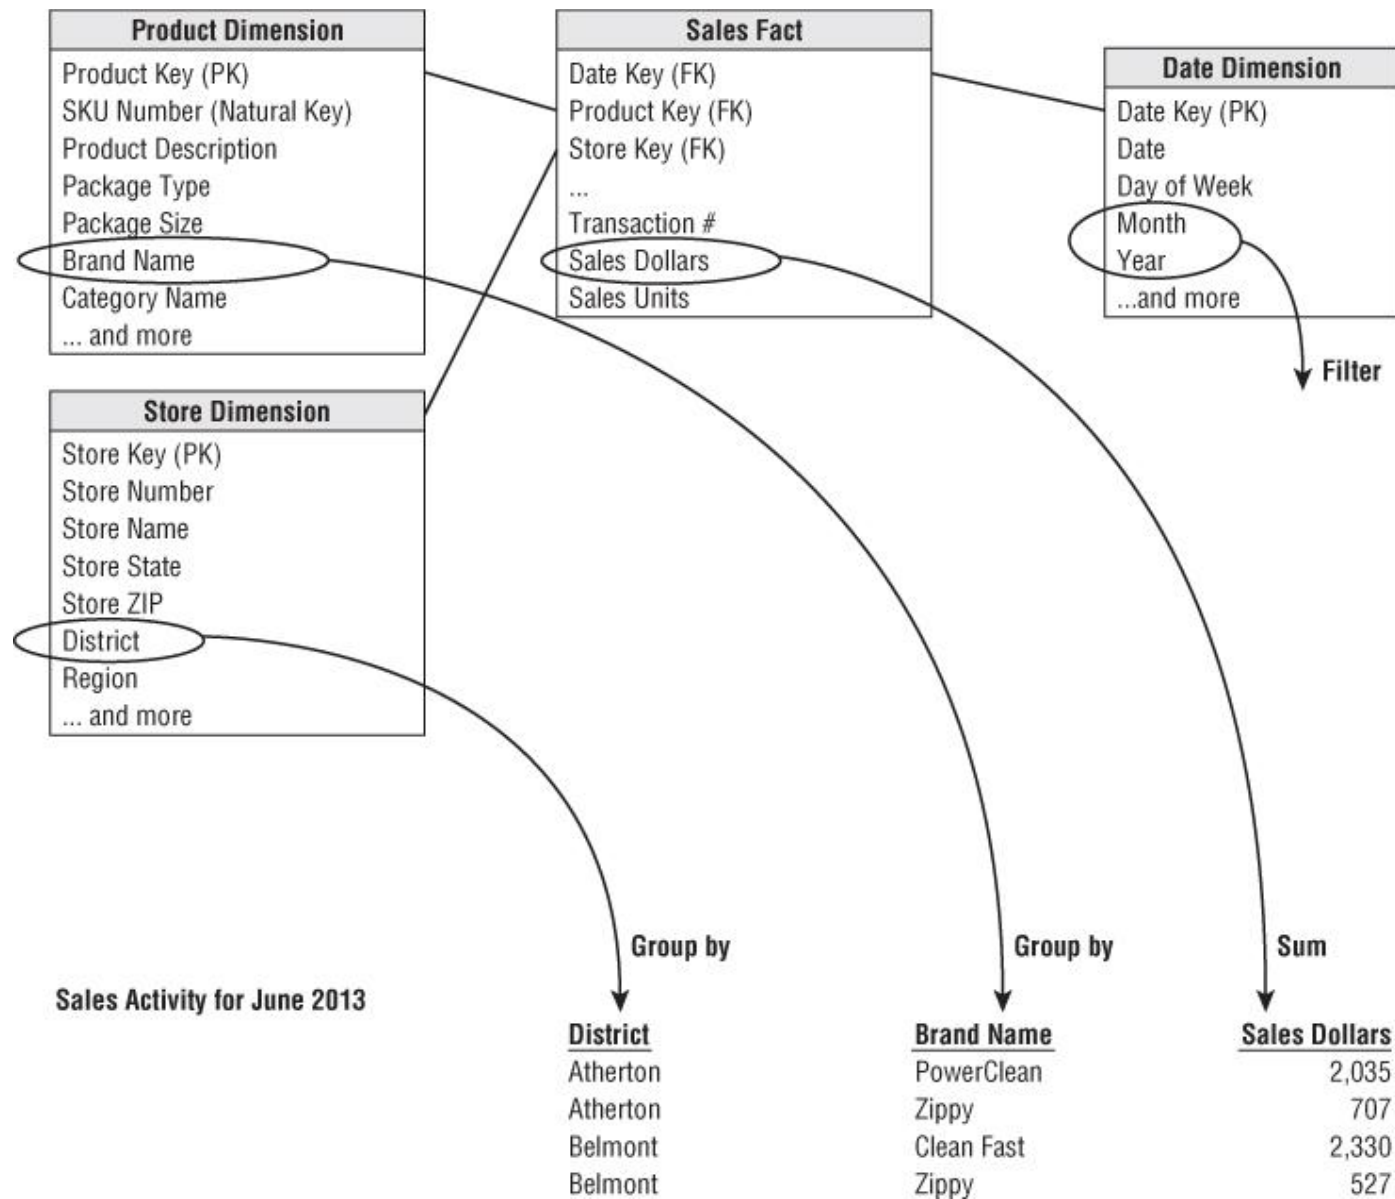 Product Dimension
Product Key (PK)
SKU Number (Natural Key)
Product Description
Package Type
Package Size
Brand Name
Category Name
... and more
Sales Fact
Date Key (FK)
Product Key (FK)
Store Key (FK)
...
Transaction #
Sales Dollars
Sales Units
Date Dimension
Date Key (PK)
Date
Day of Week
Month
Year
...and more
Filter
Store Dimension
Store Key (PK)
Store Number
Store Name
Store State
Store ZIP
District
Region
... and more
Group by
Group by
Sum
Sales Activity for June 2013
District Brand Name Sales Dollars
Atherton PowerClean 2,035
Atherton Zippy 707
Belmont Clean Fast 2,330
Belmont Zippy 527